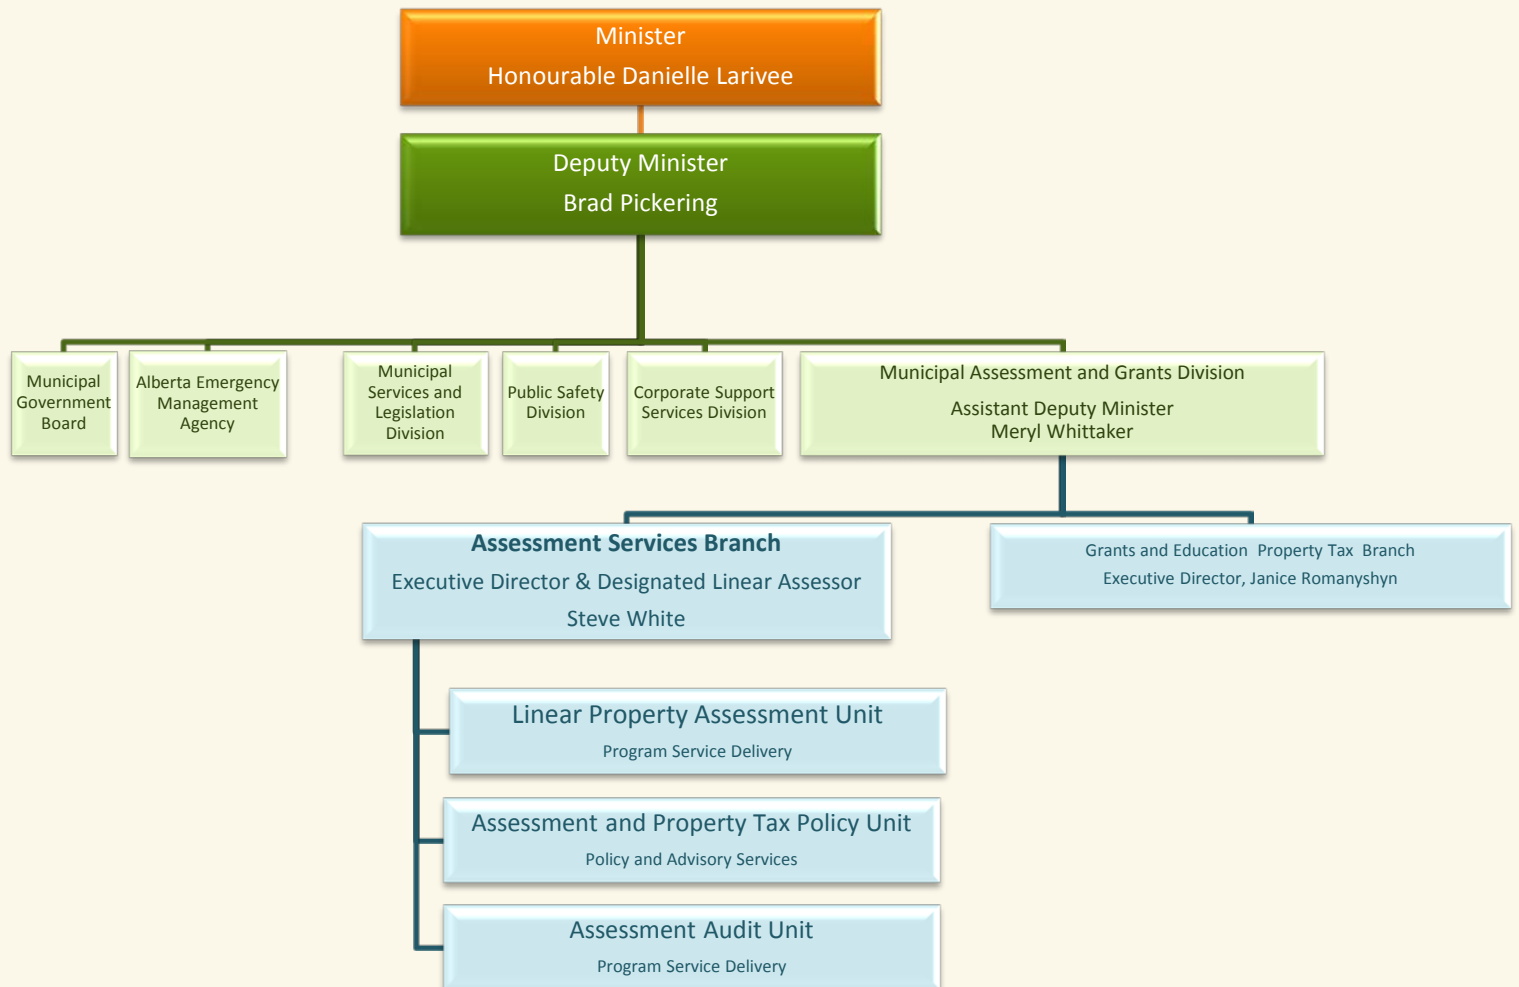 Minister
Honourable Danielle Larivee
Deputy Minister
Brad Pickering
Municipal
Government
Board
Alberta Emergency
Management
Agency
Municipal
Services and
Legislation
Division
Public Safety
Division
Corporate Support
Services Division
Municipal Assessment and Grants Division
Assistant Deputy Minister
Meryl Whittaker
Assessment Services Branch
Executive Director & Designated Linear Assessor
Steve White
Grants and Education Property Tax Branch
Executive Director, Janice Romanyshyn
Linear Property Assessment Unit
Program Service Delivery
Assessment and Property Tax Policy Unit
Policy and Advisory Services
Assessment Audit Unit
Program Service Delivery